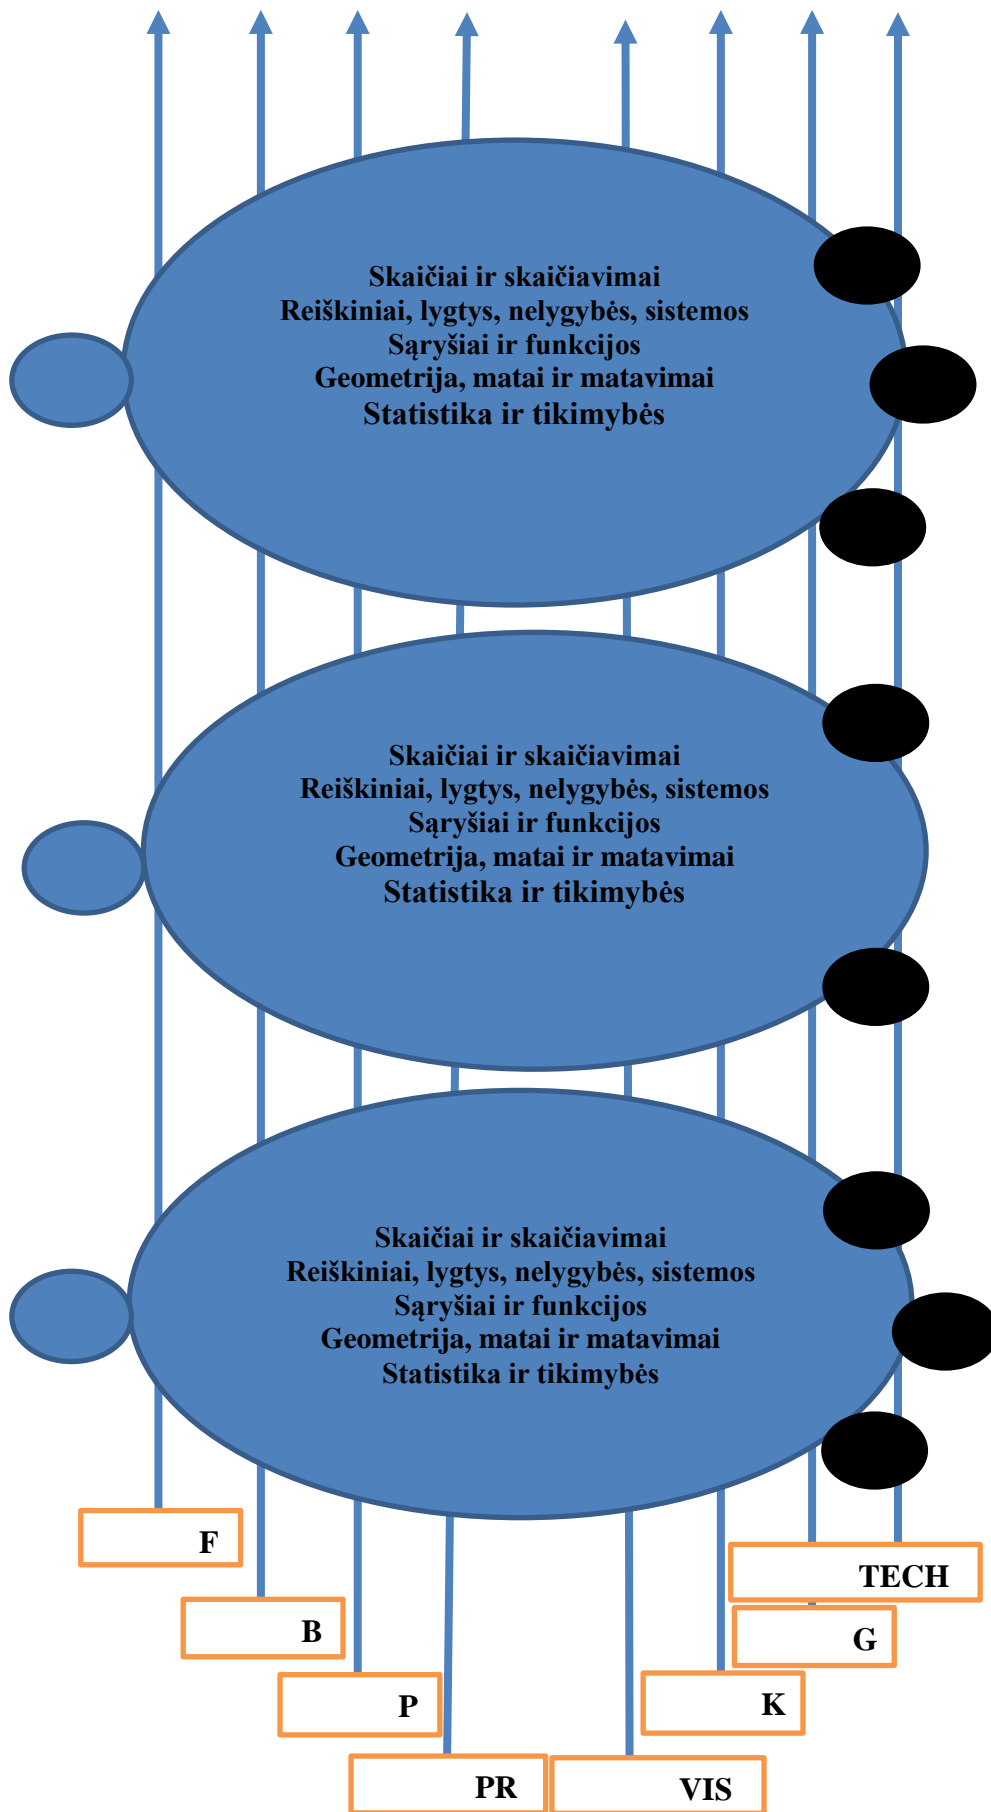 Skaičiai ir skaičiavimai
Reiškiniai, lygtys, nelygybės, sistemos
Sąryšiai ir funkcijos
Geometrija, matai ir matavimai
Statistika ir tikimybės
Skaičiai ir skaičiavimai
Reiškiniai, lygtys, nelygybės, sistemos
Sąryšiai ir funkcijos
Geometrija, matai ir matavimai
Statistika ir tikimybės
Skaičiai ir skaičiavimai
Reiškiniai, lygtys, nelygybės, sistemos
Sąryšiai ir funkcijos
Geometrija, matai ir matavimai
Statistika ir tikimybės
F
TECH
B
G
P
K
PR
VIS